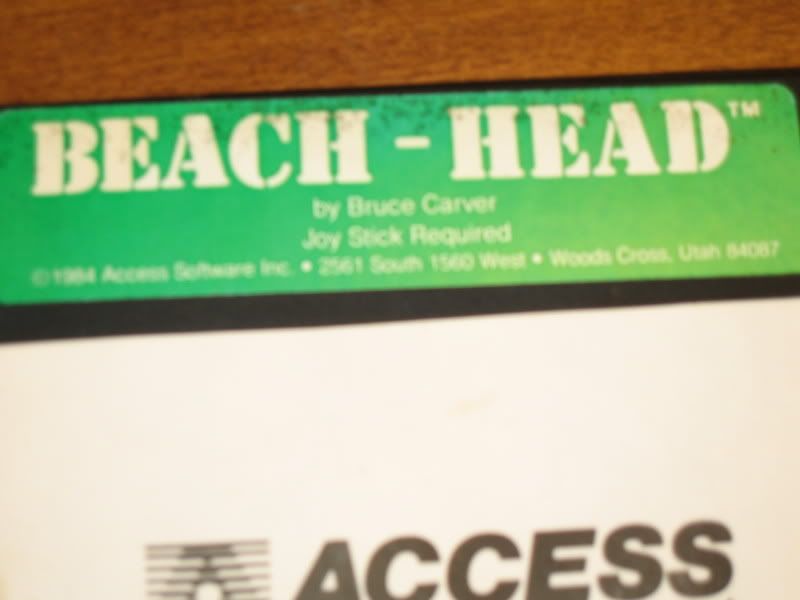 BEACH - HEAD™
by Bruce Carver
Joy Stick Required
©1984 Access Software Inc. • 2561 South 1560 West • Woods Cross, Utah 84087
ACCESS